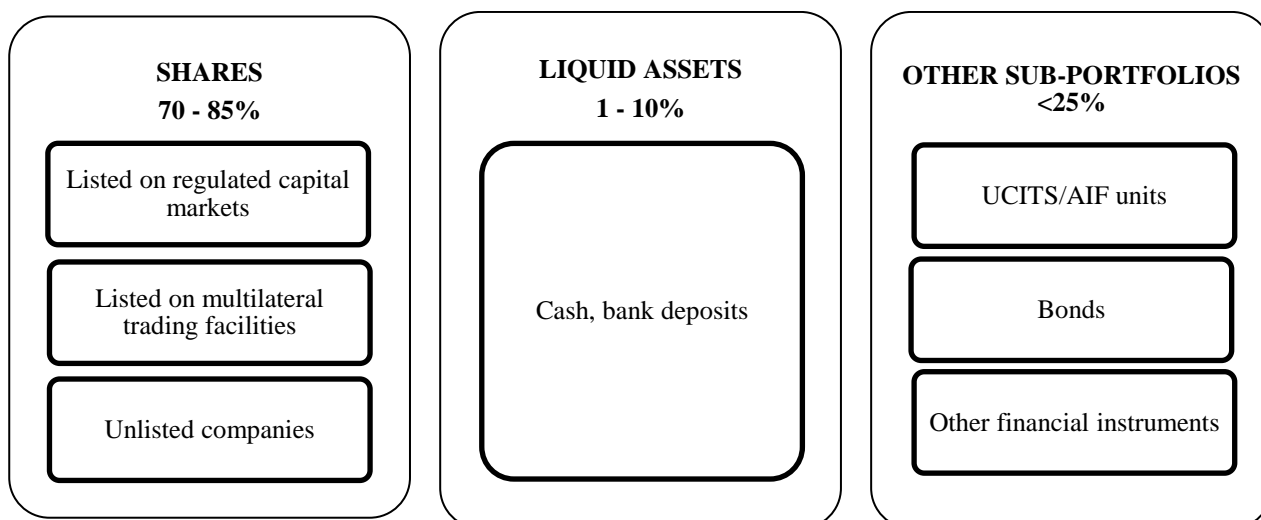 SHARES
70 - 85%
Listed on regulated capital
markets
Listed on multilateral
trading facilities
Unlisted companies
LIQUID ASSETS
1 - 10%
Cash, bank deposits
OTHER SUB-PORTFOLIOS
<25%
UCITS/AIF units
Bonds
Other financial instruments